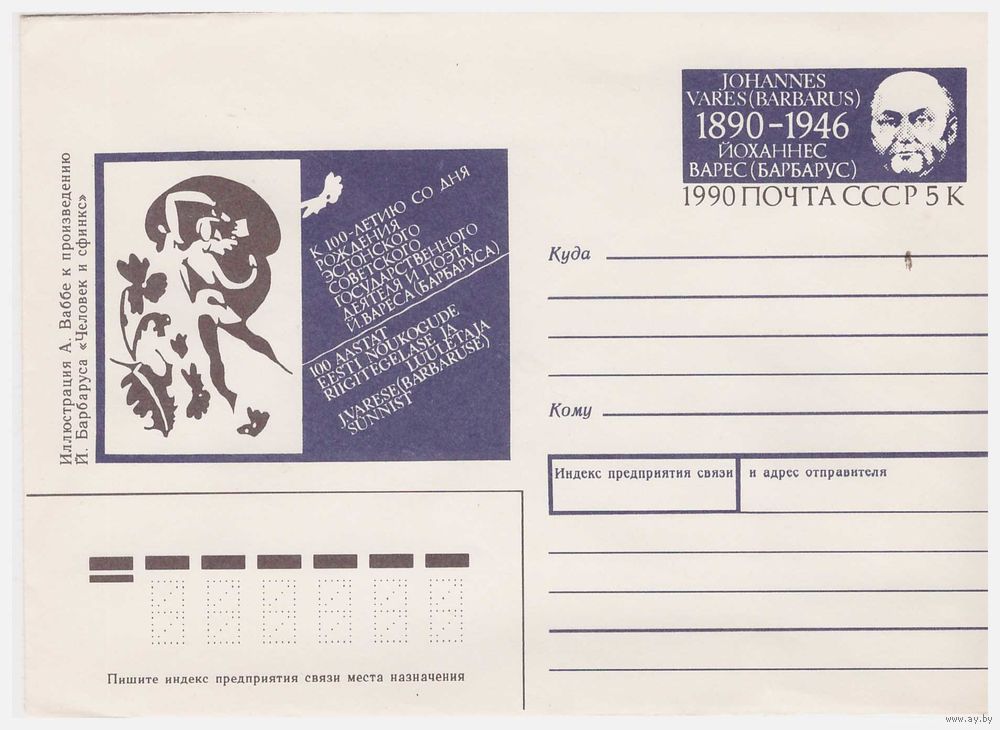 JOHANNES
VARES (BARBARUS)
1890-1946
ЙОХАННЕС
ВАРЕС (БАРБАРУС)
1990 ПОЧТА СССР 5 К
Иллюстрация А. Ваббе к произведению
Й. Барбаруса «Человек и сфинкс»
К 100-ЛЕТИЮ СО ДНЯ
РОЖДЕНИЯ
ЭСТОНСКОГО
СОВЕТСКОГО
ГОСУДАРСТВЕННОГО
ДЕЯТЕЛЯ И ПОЭТА
Й. ВАРЕСА (БАРБАРУСА)
100 AASTAT
EESTI NÕUKOGUDE
RIIGITEGELASE JA
LUULETAJA
J. VARESE (BARBARUSE)
SÜNNIST
Куда
Кому
Индекс предприятия связи и адрес отправителя
Пишите индекс предприятия связи места назначения
www.ay.by